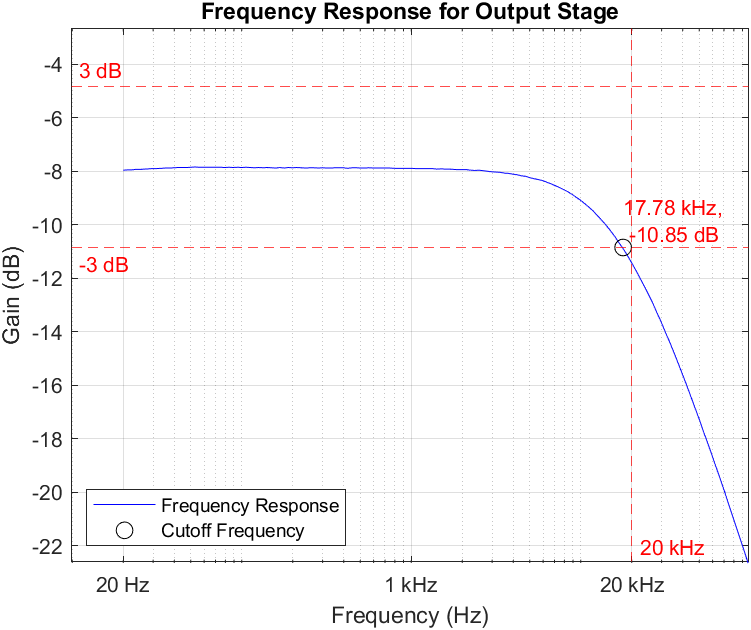 Frequency Response for Output Stage
-4
-6
-8
-10
-12
-14
-16
-18
-20
-22
Gain (dB)
3 dB
17.78 kHz,
-10.85 dB
-3 dB
Frequency Response
Cutoff Frequency
20 kHz
20 Hz
1 kHz
20 kHz
Frequency (Hz)